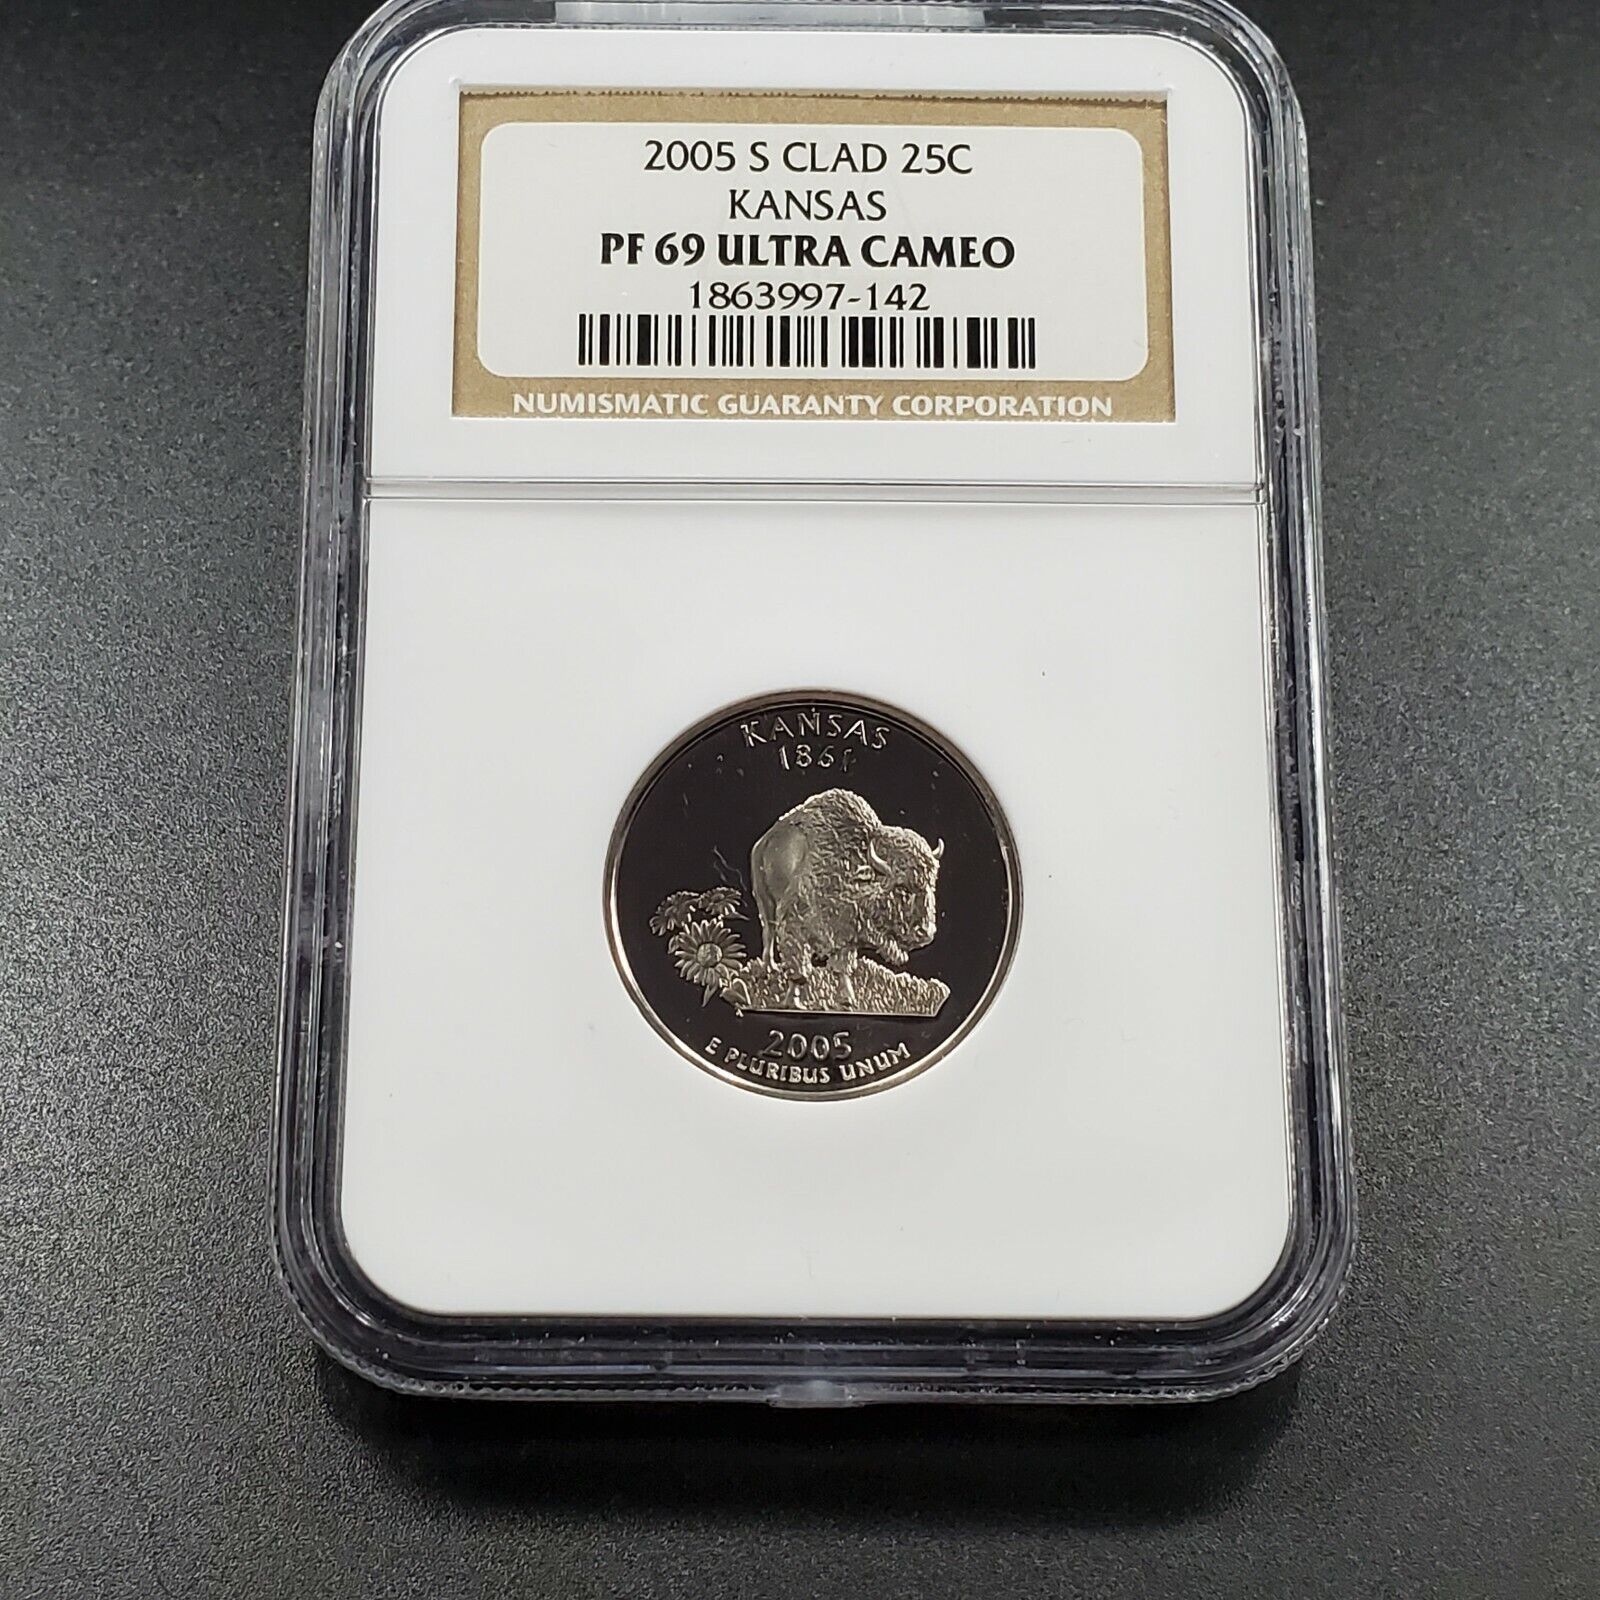 2005 S CLAD 25C
KANSAS
PF 69 ULTRA CAMEO
1863997-142
NUMISMATIC GUARANTY CORPORATION
KANSAS
1861
2005
E PLURIBUS UNUM